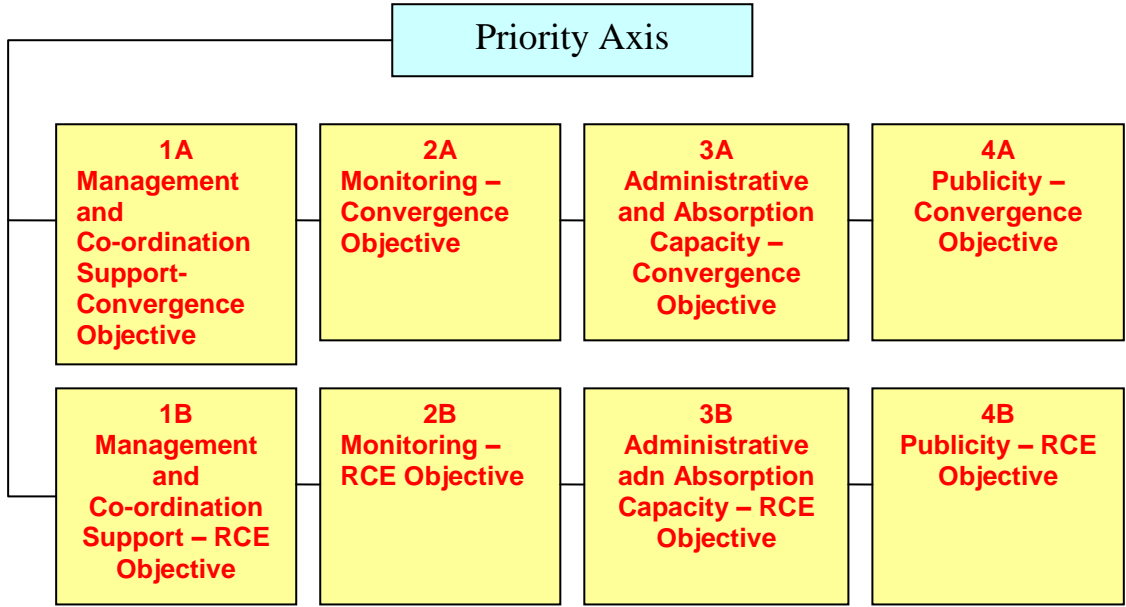 Priority Axis
1A
Management
and
Co-ordination
Support-
Convergence
Objective
2A
Monitoring –
Convergence
Objective
3A
Administrative
and Absorption
Capacity –
Convergence
Objective
4A
Publicity –
Convergence
Objective
1B
Management
and
Co-ordination
Support – RCE
Objective
2B
Monitoring –
RCE Objective
3B
Administrative
adn Absorption
Capacity – RCE
Objective
4B
Publicity – RCE
Objective